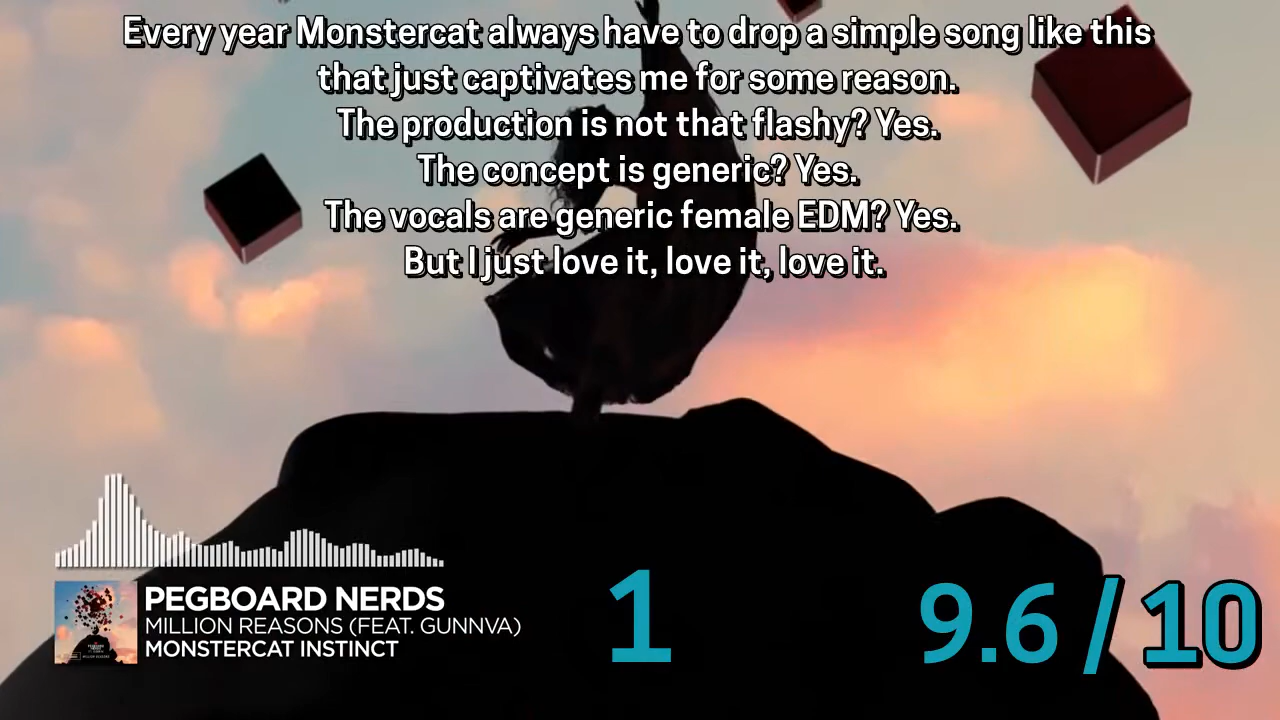 Every year Monstercat always have to drop a simple song like this
that just captivates me for some reason.
The production is not that flashy? Yes.
The concept is generic? Yes.
The vocals are generic female EDM? Yes.
But I just love it, love it, love it.
PEGBOARD NERDS
MILLION REASONS (FEAT. GUNNVA)
MONSTERCAT INSTINCT
1
9.6 / 10